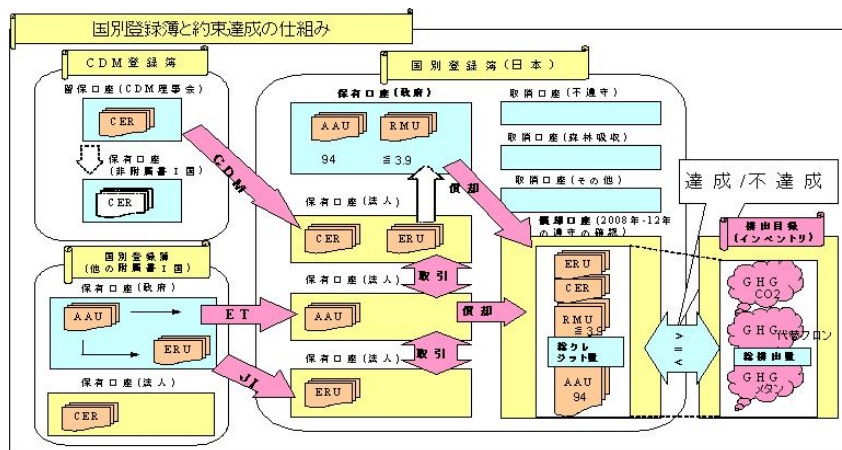 国別登録簿と約束達成の仕組み
CDM登録簿
留保口座(CDM理事会)
CER
保有口座
(非附属書Ⅰ国)
CER
国別登録簿
(他の附属書Ⅰ国)
保有口座(政府)
AAU
ERU
保有口座(法人)
CER
CDM
ET
JI
国別登録簿(日本)
保有口座(政府)
AAU
RMU
94
≦3.9
保有口座(法人)
CER
ERU
取引
保有口座(法人)
AAU
取引
保有口座(法人)
ERU
償却
償却
取消口座(不遵守)
取消口座(森林吸収)
取消口座(その他)
償却口座(2008年-12年
の遵守の確認)
ERU
CER
RMU
≦3.9
総クレ
ジット量
AAU
94
達成/不達成
排出目録
(インベントリ)
GHG
CO2
GHG
代替フロン
総排出量
GHG
メタン